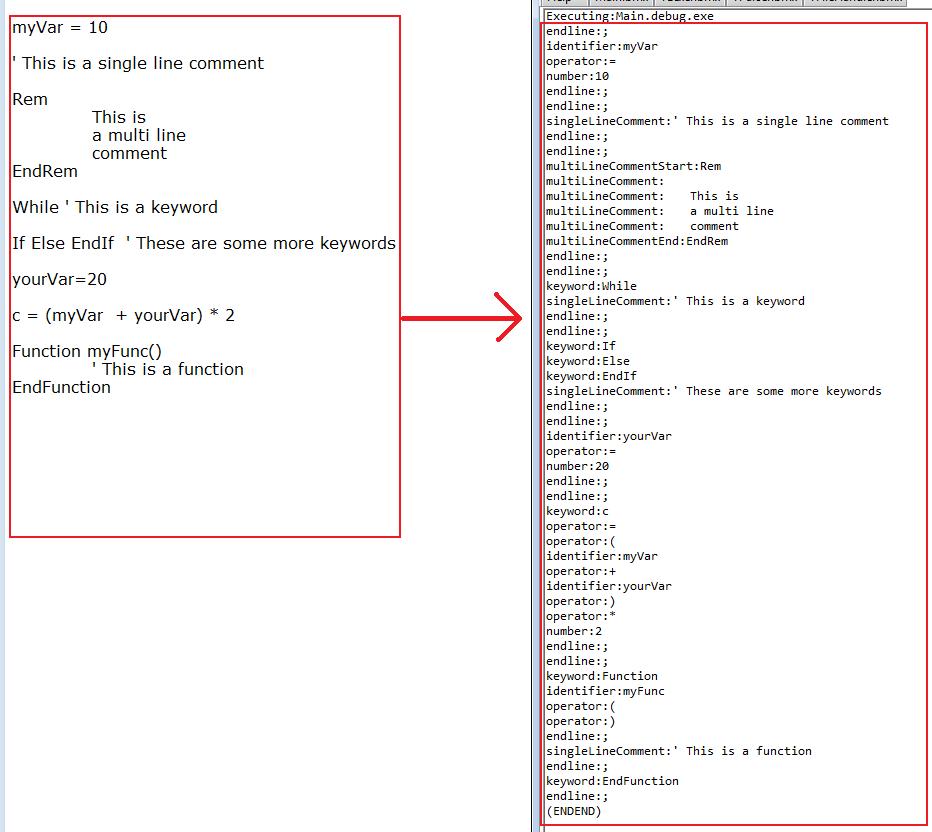 myVar = 10
' This is a single line comment
Rem
This is
a multi line
comment
EndRem
While ' This is a keyword
If Else EndIf  ' These are some more keywords
yourVar=20
c = (myVar  + yourVar) * 2
Function myFunc()
' This is a function
EndFunction
Executing:Main.debug.exe
endline:;
identifier:myVar
operator:=
number:10
endline:;
endline:;
singleLineComment:' This is a single line comment
endline:;
endline:;
multiLineCommentStart:Rem
multiLineComment:
multiLineComment:    This is
multiLineComment:    a multi line
multiLineComment:    comment
multiLineCommentEnd:EndRem
endline:;
endline:;
keyword:While
singleLineComment:' This is a keyword
endline:;
endline:;
keyword:If
keyword:Else
keyword:EndIf
singleLineComment:' These are some more keywords
endline:;
endline:;
identifier:yourVar
operator:=
number:20
endline:;
endline:;
keyword:c
operator:=
operator:(
identifier:myVar
operator:+
identifier:yourVar
operator:)
operator:*
number:2
endline:;
endline:;
keyword:Function
identifier:myFunc
operator:(
operator:)
endline:;
singleLineComment:' This is a function
endline:;
keyword:EndFunction
endline:;
(ENDEND)